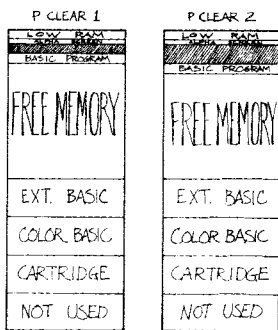 P CLEAR 1
LOW RAM
BASIC PROGRAM
FREE MEMORY
EXT. BASIC
COLOR BASIC
CARTRIDGE
NOT USED
P CLEAR 2
LOW RAM
BASIC PROGRAM
FREE MEMORY
EXT. BASIC
COLOR BASIC
CARTRIDGE
NOT USED